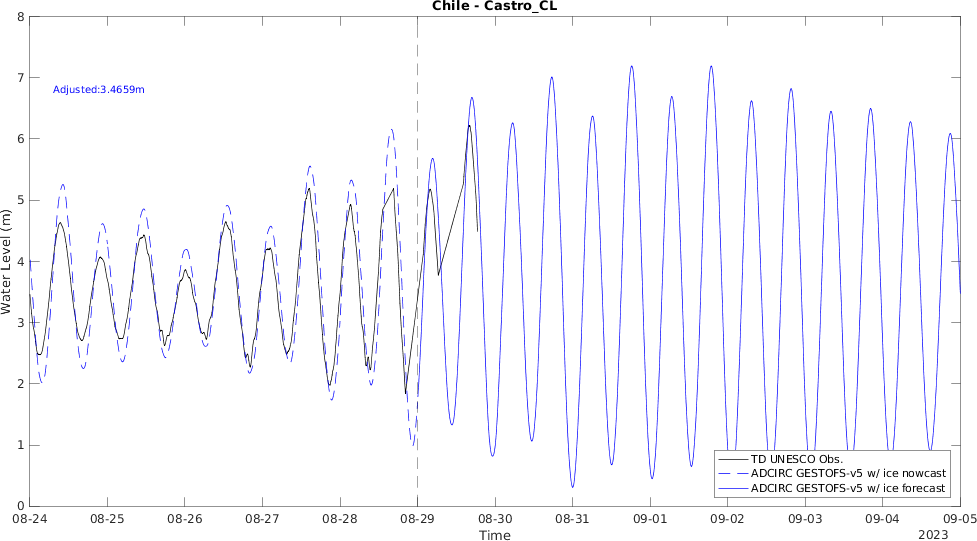 Chile - Castro_CL
8
7
6
5
4
3
2
1
0
Water Level (m)
Adjusted:3.4659m
TD UNESCO Obs.
ADCIRC GESTOFS-v5 w/ ice nowcast
ADCIRC GESTOFS-v5 w/ ice forecast
08-24 08-25 08-26 08-27 08-28 08-29 08-30 08-31 09-01 09-02 09-03 09-04 09-05
Time
2023